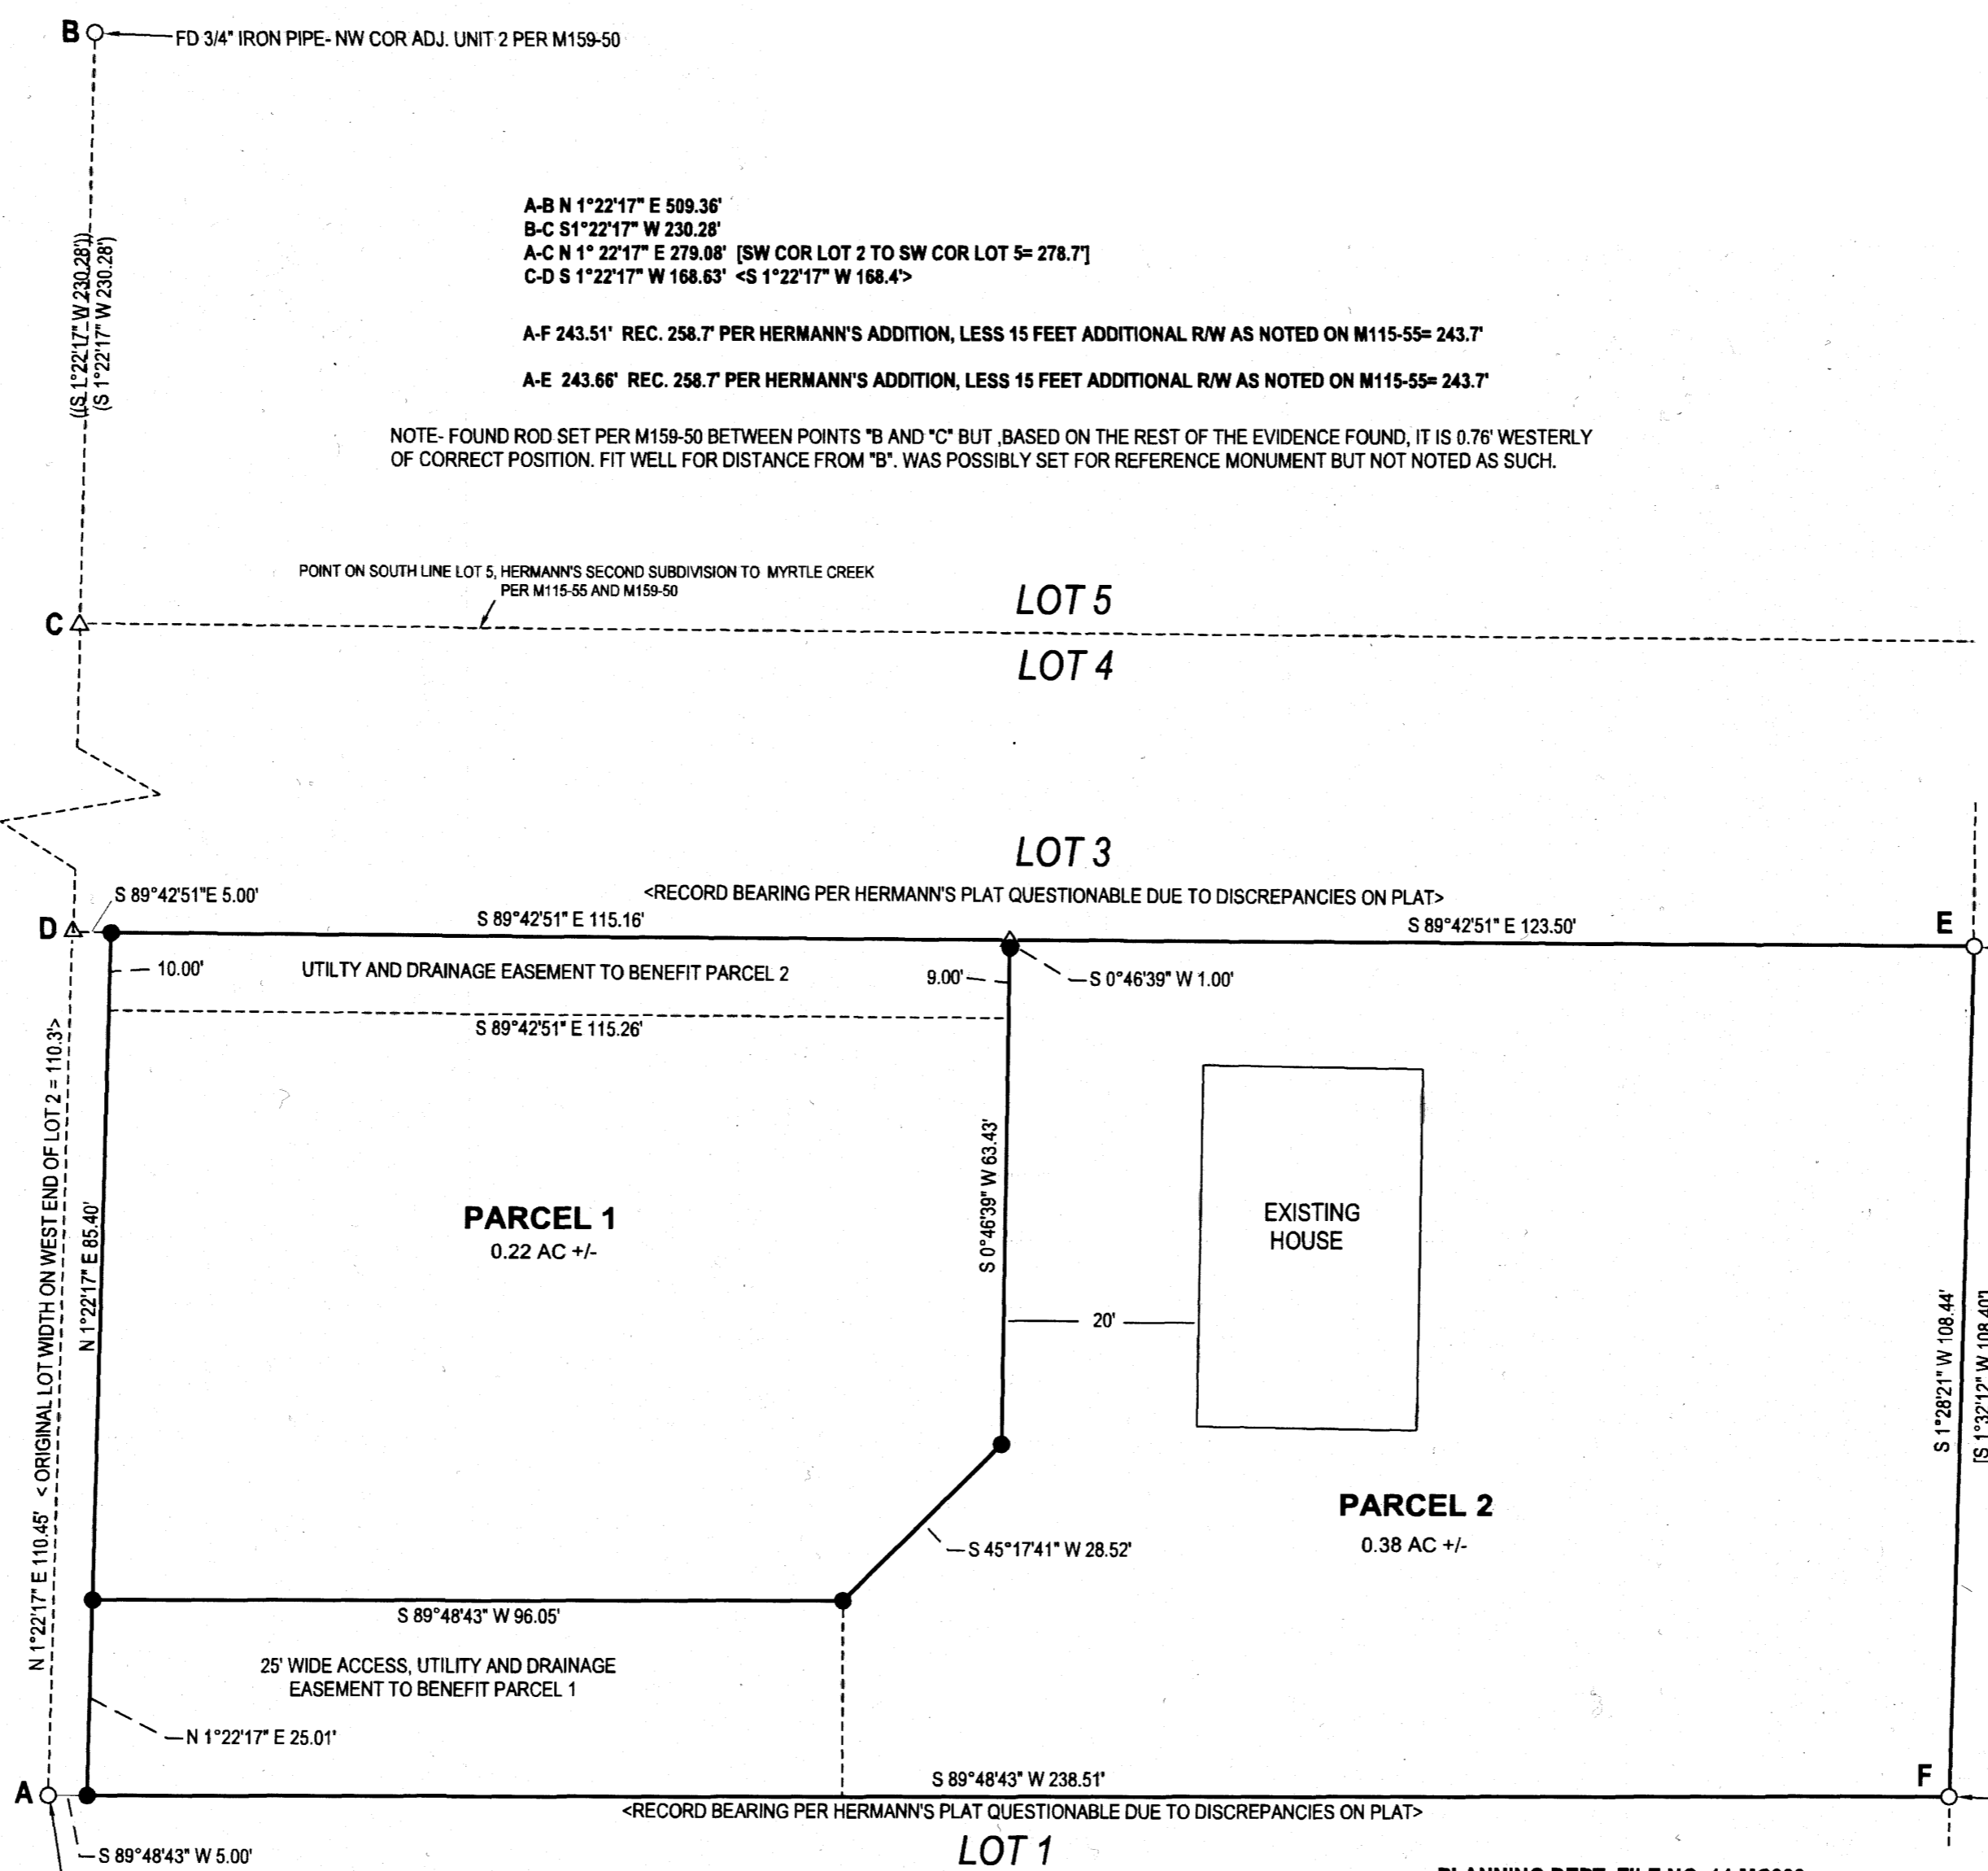 B
FD 3/4" IRON PIPE- NW COR ADJ. UNIT 2 PER M159-50
((S 1°22'17" W 230.28'))
(S 1°22'17" W 230.28')
A-B N 1°22'17" E 509.36'
B-C S1°22'17" W 230.28'
A-C N 1° 22'17" E 279.08' [SW COR LOT 2 TO SW COR LOT 5= 278.7']
C-D S 1°22'17" W 168.63' <S 1°22'17" W 168.4'>
A-F 243.51' REC. 258.7' PER HERMANN'S ADDITION, LESS 15 FEET ADDITIONAL R/W AS NOTED ON M115-55= 243.7'
A-E 243.66' REC. 258.7' PER HERMANN'S ADDITION, LESS 15 FEET ADDITIONAL R/W AS NOTED ON M115-55= 243.7'
NOTE- FOUND ROD SET PER M159-50 BETWEEN POINTS "B AND "C" BUT ,BASED ON THE REST OF THE EVIDENCE FOUND, IT IS 0.76' WESTERLY
OF CORRECT POSITION. FIT WELL FOR DISTANCE FROM "B". WAS POSSIBLY SET FOR REFERENCE MONUMENT BUT NOT NOTED AS SUCH.
POINT ON SOUTH LINE LOT 5, HERMANN'S SECOND SUBDIVISION TO MYRTLE CREEK
PER M115-55 AND M159-50
C
LOT 5
LOT 4
LOT 3
<RECORD BEARING PER HERMANN'S PLAT QUESTIONABLE DUE TO DISCREPANCIES ON PLAT>
S 89°42'51"E 5.00'
D
S 89°42'51" E 115.16'
S 89°42'51" E 123.50'
E
10.00'
UTILTY AND DRAINAGE EASEMENT TO BENEFIT PARCEL 2
9.00'
S 0°46'39" W 1.00'
S 89°42'51" E 115.26'
N 1°22'17" E 110.45' < ORIGINAL LOT WIDTH ON WEST END OF LOT 2 = 110.3'>
N 1°22'17" E 85.40'
PARCEL 1
0.22 AC +/-
S 0°46'39" W 63.43'
EXISTING
HOUSE
20'
S 1°28'21" W 108.44'
[S 1°32'12" W 108.40']
PARCEL 2
0.38 AC +/-
S 45°17'41" W 28.52'
S 89°48'43" W 96.05'
25' WIDE ACCESS, UTILITY AND DRAINAGE
EASEMENT TO BENEFIT PARCEL 1
N 1°22'17" E 25.01'
A
S 89°48'43" W 238.51'
F
<RECORD BEARING PER HERMANN'S PLAT QUESTIONABLE DUE TO DISCREPANCIES ON PLAT>
LOT 1
S 89°48'43" W 5.00'